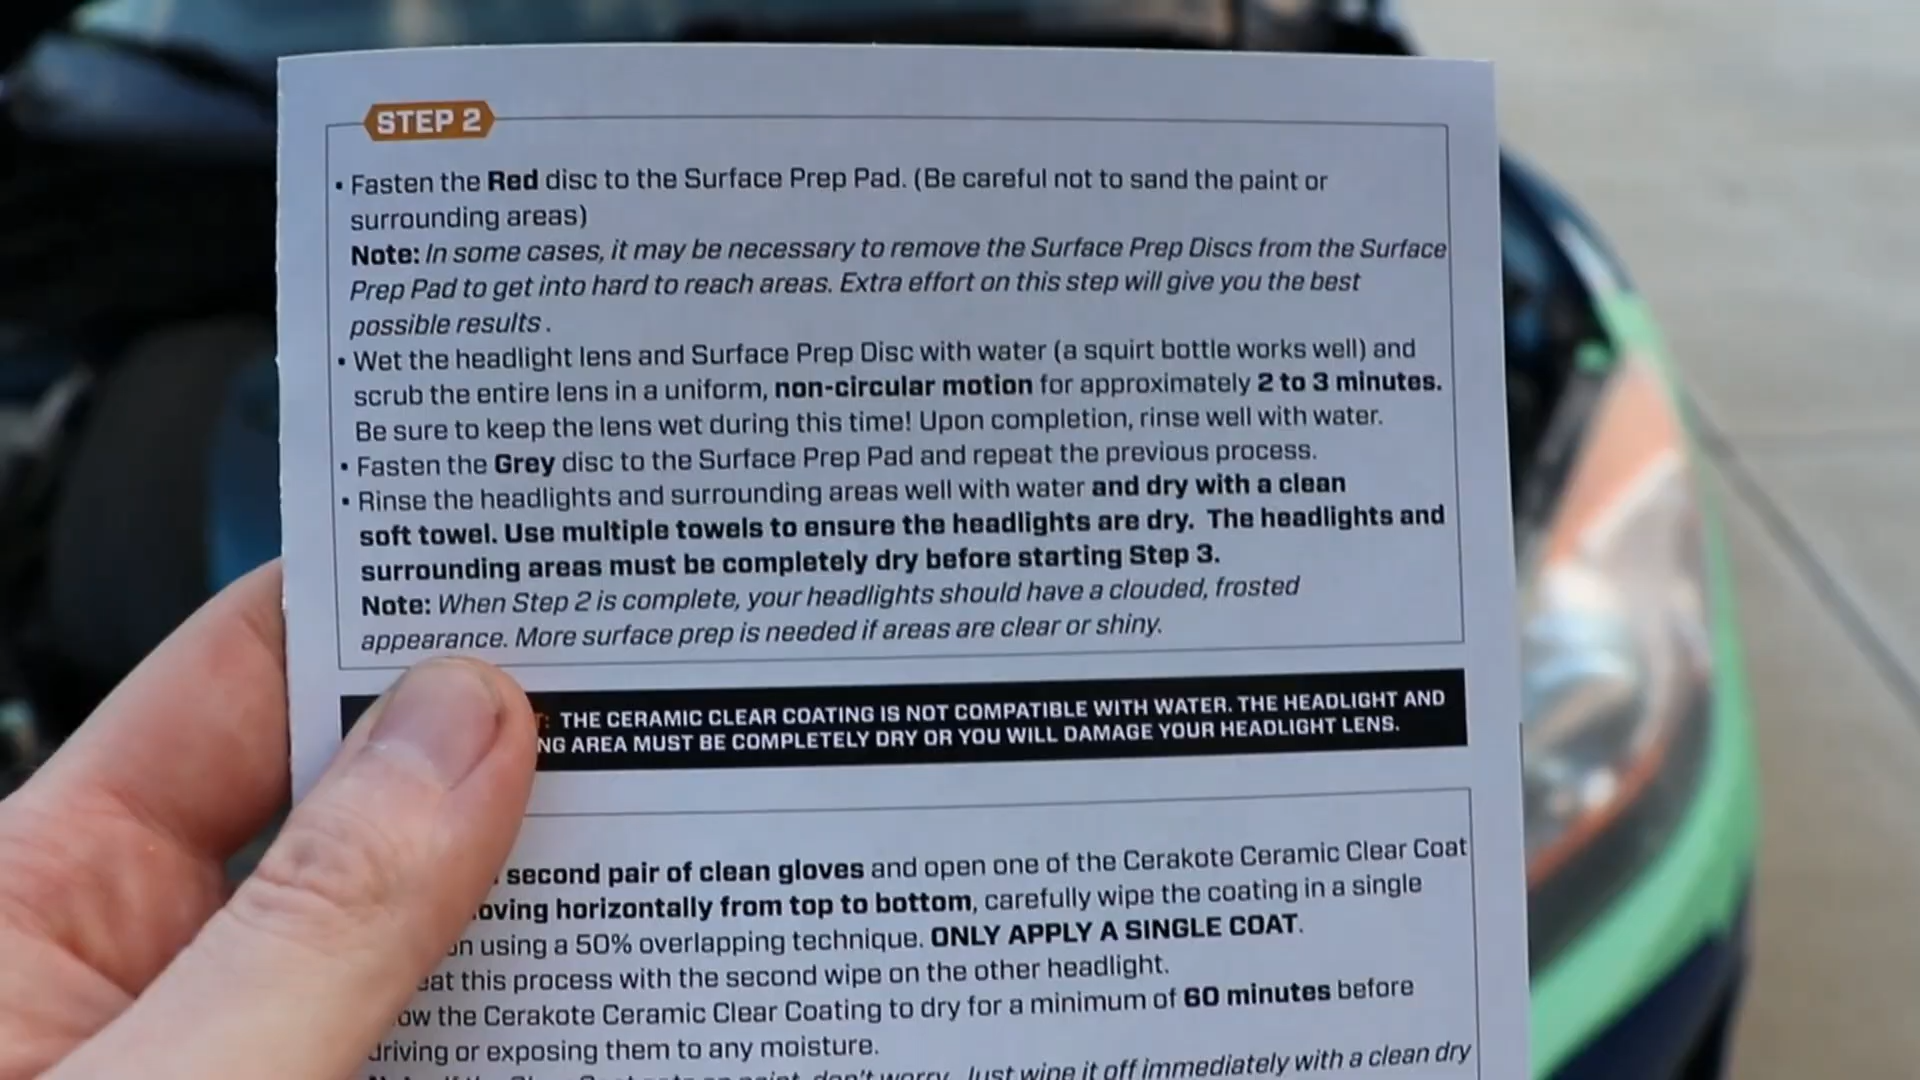 STEP 2
• Fasten the Red disc to the Surface Prep Pad. (Be careful not to sand the paint or
surrounding areas)
Note: In some cases, it may be necessary to remove the Surface Prep Discs from the Surface
Prep Pad to get into hard to reach areas. Extra effort on this step will give you the best
possible results.
• Wet the headlight lens and Surface Prep Disc with water (a squirt bottle works well) and
scrub the entire lens in a uniform, non-circular motion for approximately 2 to 3 minutes.
Be sure to keep the lens wet during this time! Upon completion, rinse well with water.
• Fasten the Grey disc to the Surface Prep Pad and repeat the previous process.
• Rinse the headlights and surrounding areas well with water and dry with a clean
soft towel. Use multiple towels to ensure the headlights are dry. The headlights and
surrounding areas must be completely dry before starting Step 3.
Note: When Step 2 is complete, your headlights should have a clouded, frosted
appearance. More surface prep is needed if areas are clear or shiny.
THE CERAMIC CLEAR COATING IS NOT COMPATIBLE WITH WATER. THE HEADLIGHT AND
AREA MUST BE COMPLETELY DRY OR YOU WILL DAMAGE YOUR HEADLIGHT LENS.
second pair of clean gloves and open one of the Cerakote Ceramic Clear Coat
horizontally from top to bottom, carefully wipe the coating in a single
using a 50% overlapping technique. ONLY APPLY A SINGLE COAT.
this process with the second wipe on the other headlight.
the Cerakote Ceramic Clear Coating to dry for a minimum of 60 minutes before
driving or exposing them to any moisture.
don't worry. Just wipe it off immediately with a clean dry